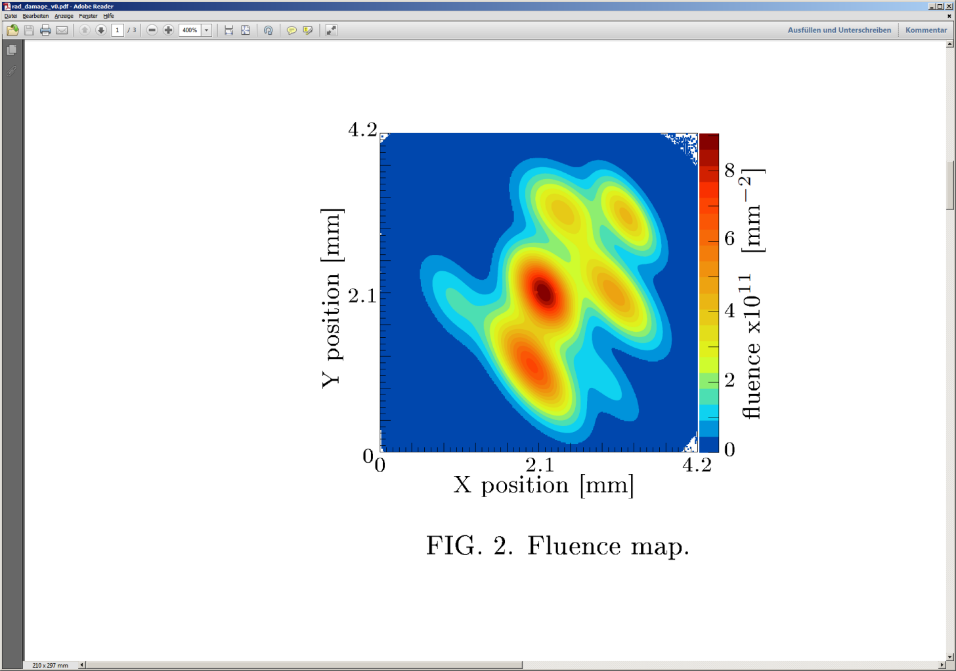 rad_damage_v0.pdf - Adobe Reader
Datei Bearbeiten Anzeige Fenster Hilfe
1 / 3 400% Ausfüllen und Unterschreiben Kommentar
4.2
2.1
0
Y position [mm]
0 2.1 4.2
X position [mm]
8
6
4
2
0
fluence x10¹¹ [mm⁻²]
FIG. 2. Fluence map.
210 x 297 mm